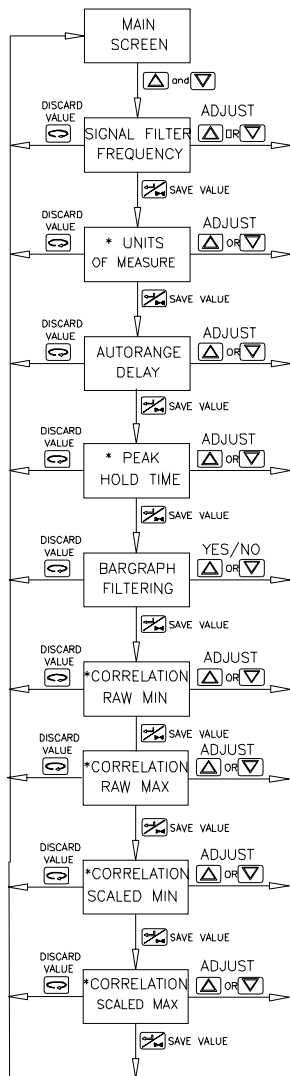 MAIN
SCREEN
and
DISCARD
VALUE
SIGNAL FILTER
FREQUENCY
ADJUST
OR
SAVE VALUE
DISCARD
VALUE
* UNITS
OF MEASURE
ADJUST
OR
SAVE VALUE
DISCARD
VALUE
AUTORANGE
DELAY
ADJUST
OR
SAVE VALUE
DISCARD
VALUE
* PEAK
HOLD TIME
ADJUST
OR
SAVE VALUE
DISCARD
VALUE
BARGRAPH
FILTERING
YES/NO
OR
SAVE VALUE
DISCARD
VALUE
*CORRELATION
RAW MIN
ADJUST
OR
SAVE VALUE
DISCARD
VALUE
*CORRELATION
RAW MAX
ADJUST
OR
SAVE VALUE
DISCARD
VALUE
*CORRELATION
SCALED MIN
ADJUST
OR
SAVE VALUE
DISCARD
VALUE
*CORRELATION
SCALED MAX
ADJUST
OR
SAVE VALUE